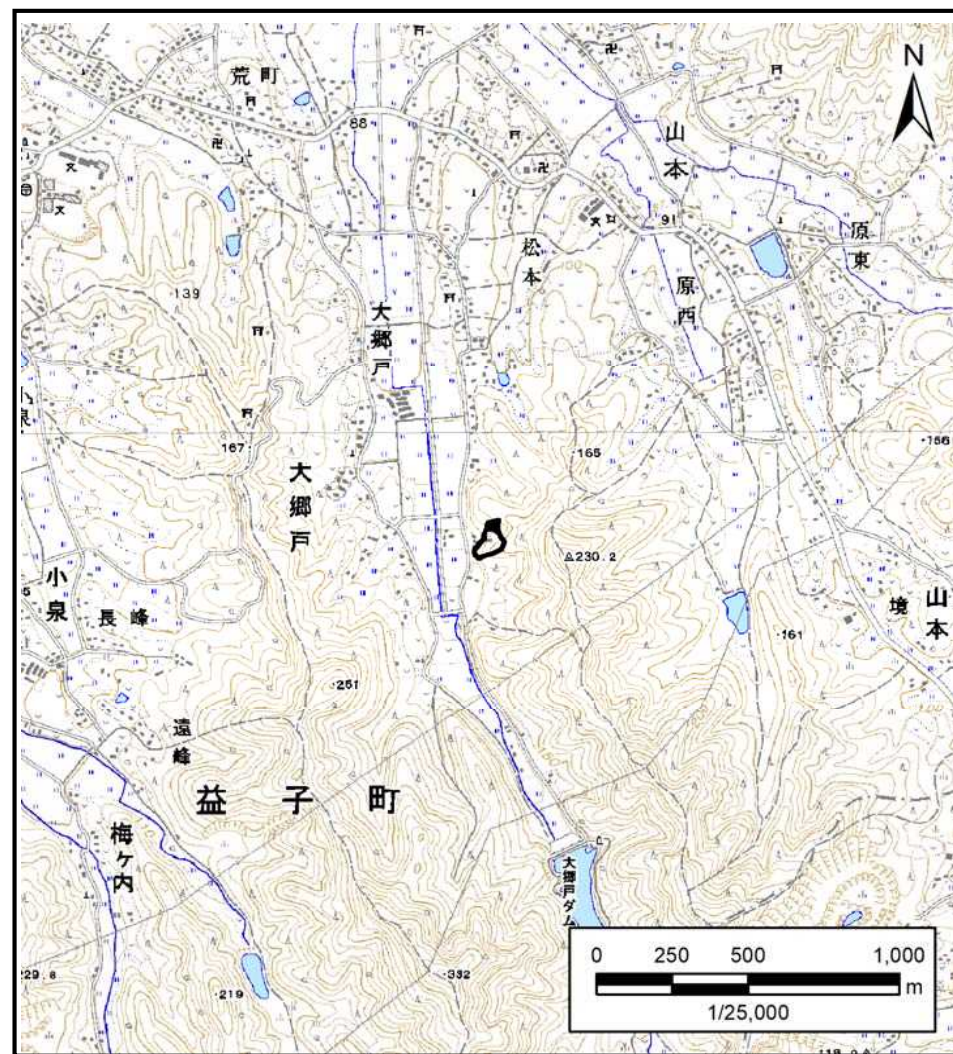 荒町
88
山本
N
91
松本
原西
原東
139
大郷戸
小泉
167
大郷戸
165
156
230.2
小泉
長峰
161
境
山本
251
遠峰
益子町
梅ケ内
大郷戸ダム
229.8
219
332
0 250 500 1,000
m
1/25,000